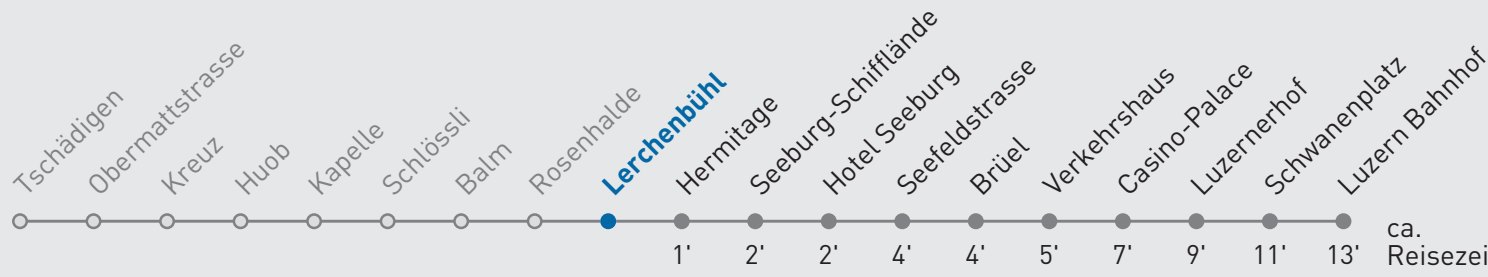 Tschädigen
Obermattstrasse
Kreuz
Huob
Kapelle
Schlössli
Balm
Rosenhalde
Lerchenbühl
Hermitage
Seeburg-Schifflände
Hotel Seeburg
Seefeldstrasse
Brüel
Verkehrshaus
Casino-Palace
Luzernerhof
Schwanenplatz
Luzern Bahnhof
1' 2' 2' 4' 4' 5' 7' 9' 11' 13'
ca.
Reisezei